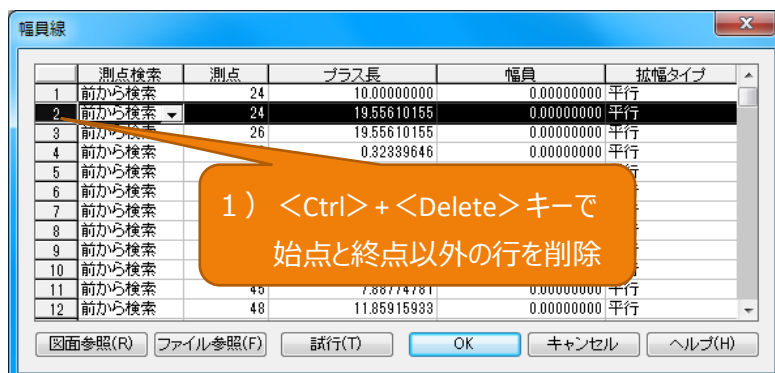 幅員線
測点検索 測点 プラス長 幅員 拡幅タイプ
1 前から検索 24 10.00000000 0.00000000 平行
2 前から検索 24 19.55610155 0.00000000 平行
3 前から検索 26 19.55610155 0.00000000 平行
4 前から検索 0.32339646 0.00000000 平行
5 前から検索
6 前から検索
7 前から検索
8 前から検索
9 前から検索
10 前から検索
11 前から検索 45 7.88774781 0.00000000 平行
12 前から検索 48 11.85915933 0.00000000 平行
1）＜Ctrl＞+＜Delete＞キーで
始点と終点以外の行を削除
図面参照(R) ファイル参照(F) 試行(T) OK キャンセル ヘルプ(H)